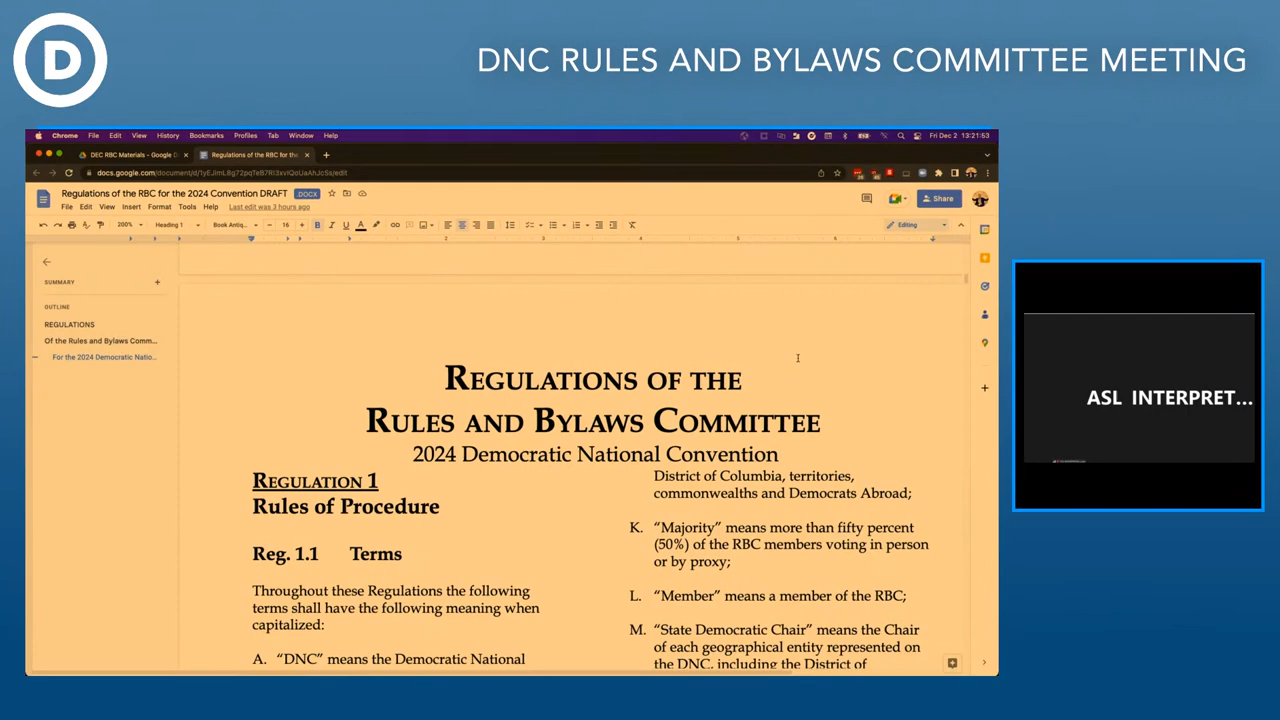 D
DNC RULES AND BYLAWS COMMITTEE MEETING
Chrome File Edit View History Bookmarks Profiles Tab Window Help
Fri Dec 2 13:21:53
DEC RBC Materials - Google D
Regulations of the RBC for the
Regulations of the RBC for the 2024 Convention DRAFT
DOCX
Share
File Edit View Insert Format Tools Help
Last edit was 3 hours ago
200%
Heading 1
Book Antiq...
16
B I U A
Editing
3
4
5
6
SUMMARY
OUTLINE
REGULATIONS
Of the Rules and Bylaws Comm...
For the 2024 Democratic Natio...
REGULATIONS OF THE
RULES AND BYLAWS COMMITTEE
2024 Democratic National Convention
REGULATION 1
Rules of Procedure
Reg. 1.1 Terms
Throughout these Regulations the following
terms shall have the following meaning when
capitalized:
A. “DNC” means the Democratic National
District of Columbia, territories,
commonwealths and Democrats Abroad;
K. “Majority” means more than fifty percent
(50%) of the RBC members voting in person
or by proxy;
L. “Member” means a member of the RBC;
M. “State Democratic Chair” means the Chair
of each geographical entity represented on
the DNC, including the District of
ASL INTERPRET...